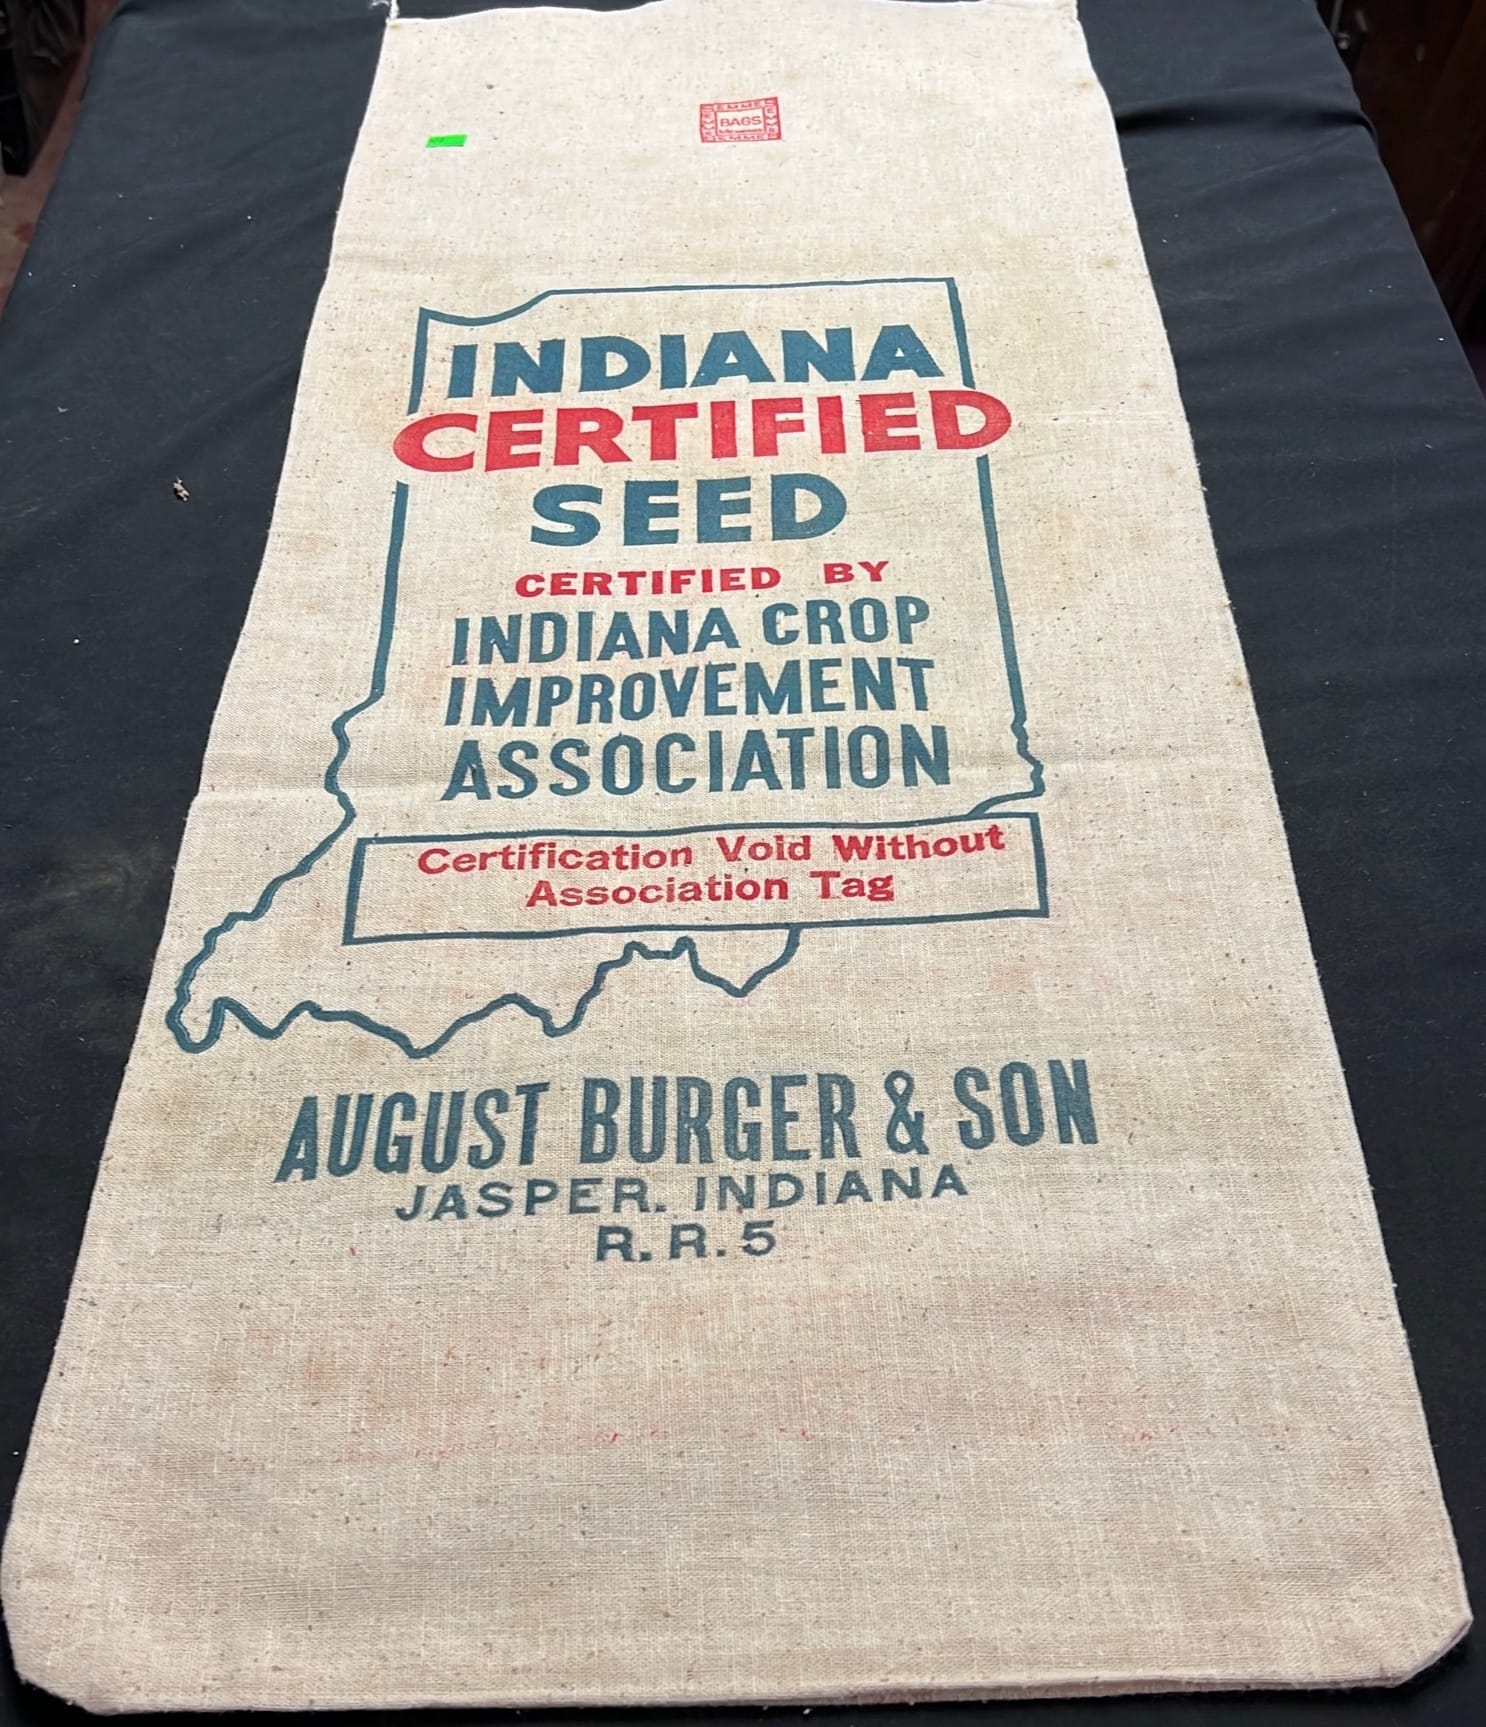 BEMMEL
BAGS
INDIANA
CERTIFIED
SEED
CERTIFIED BY
INDIANA CROP
IMPROVEMENT
ASSOCIATION
Certification Void Without
Association Tag
AUGUST BURGER & SON
JASPER. INDIANA
R. R. 5